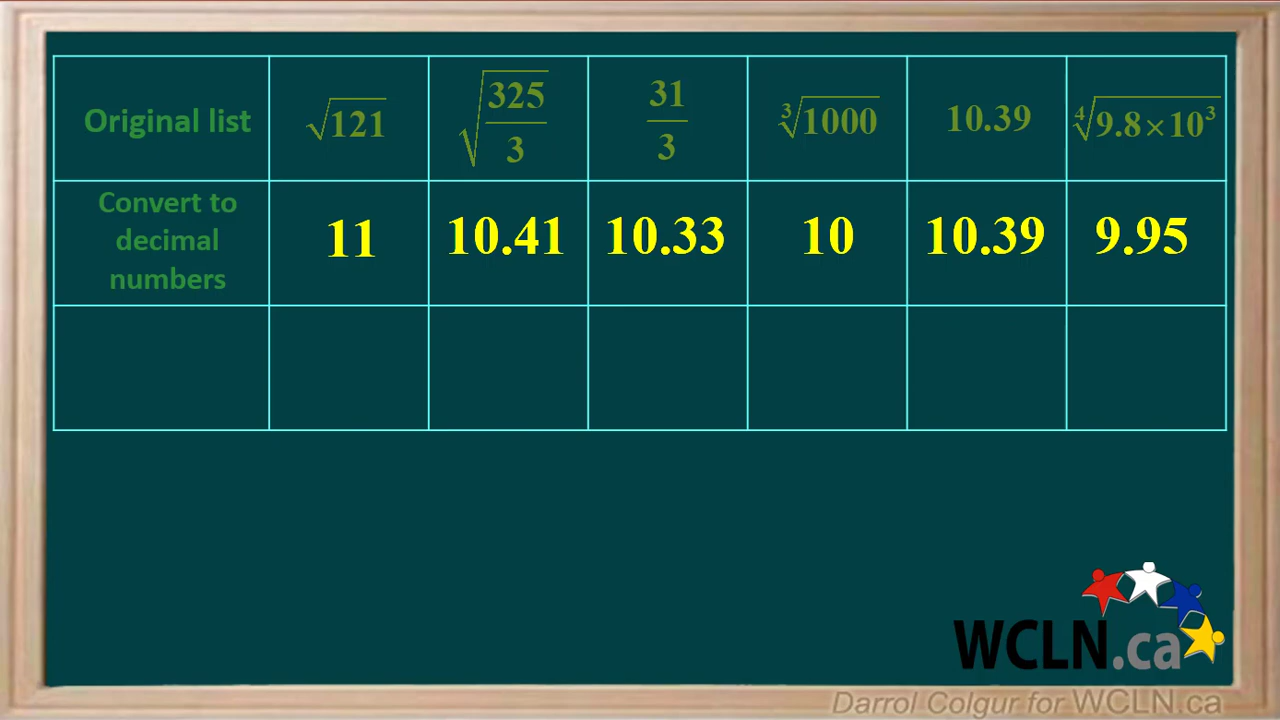 Original list √121 √(325/3) 31/3 ∛1000 10.39 ∜(9.8×10³)
Convert to
decimal
numbers
11 10.41 10.33 10 10.39 9.95
WCLN.ca
Darrol Colgur for WCLN.ca